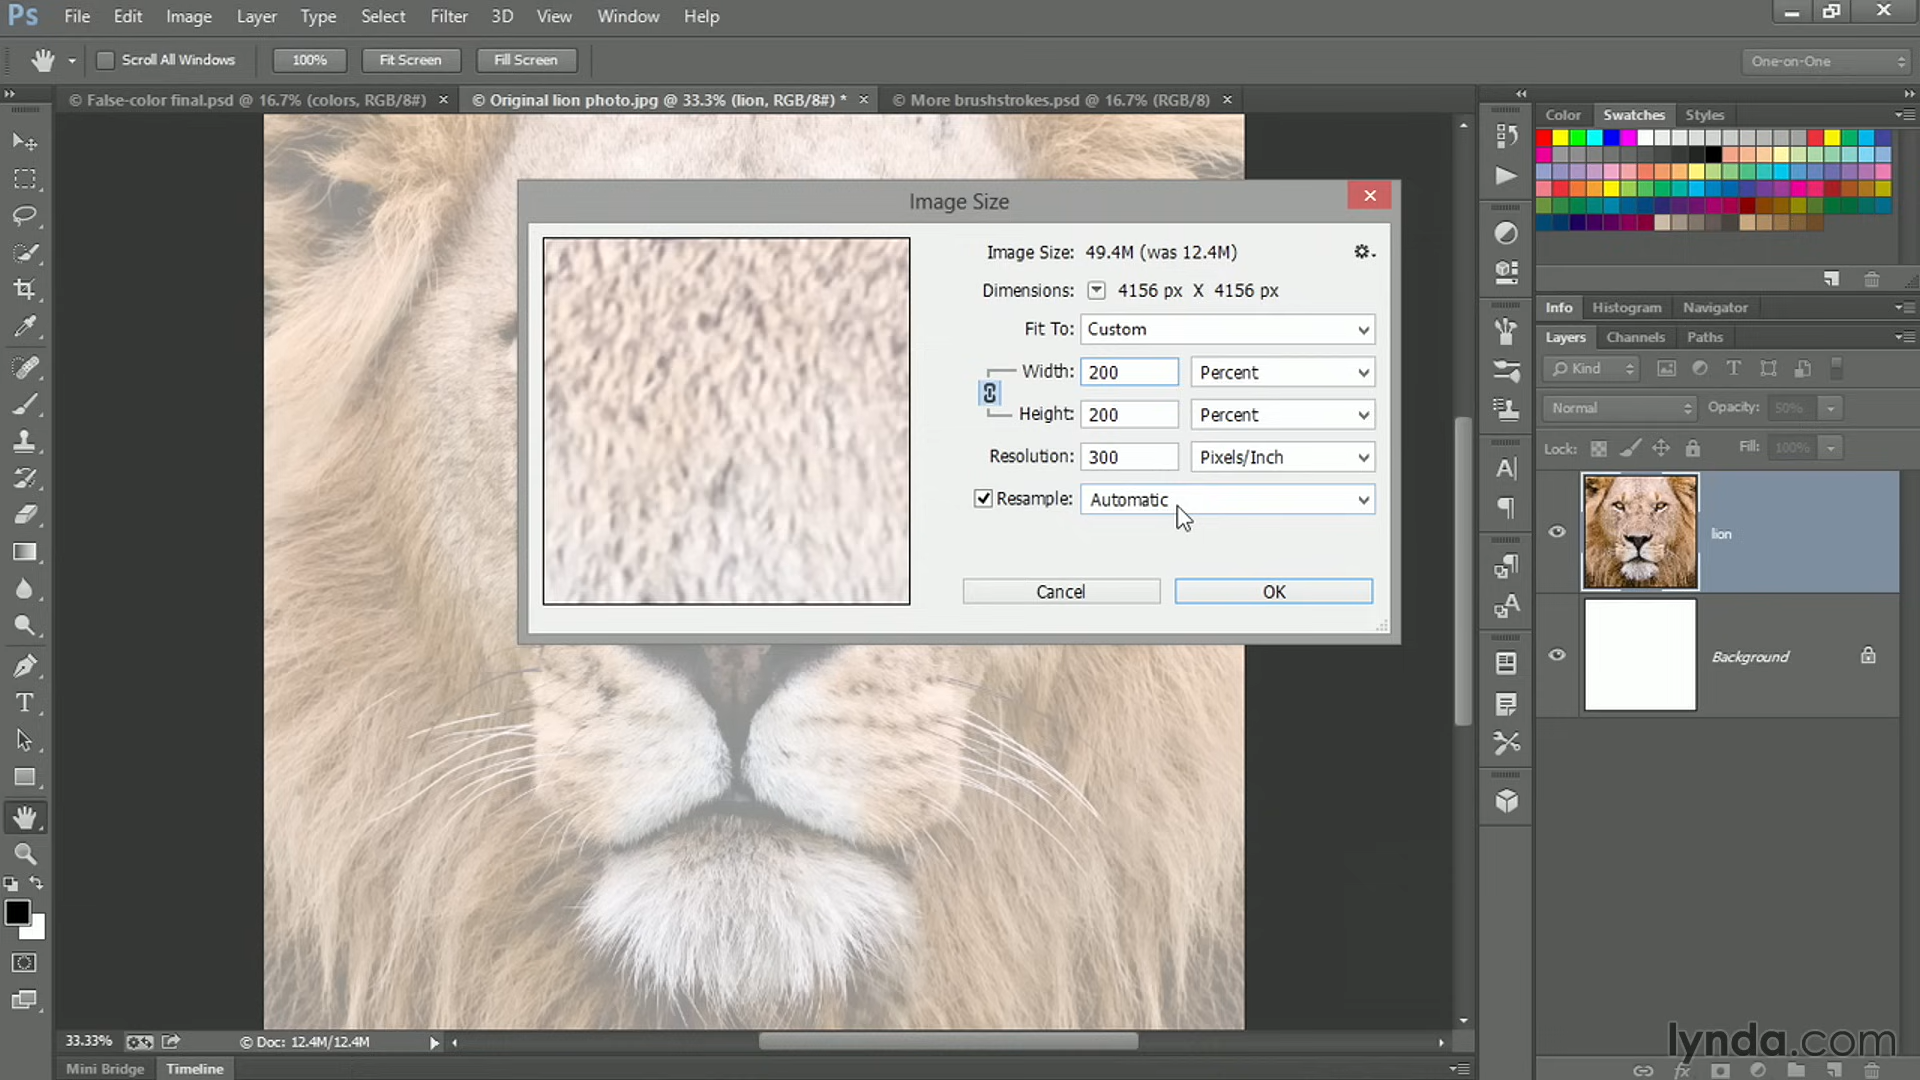 Ps File Edit Image Layer Type Select Filter 3D View Window Help
Scroll All Windows 100% Fit Screen Fill Screen One-on-One
© False-color final.psd @ 16.7% (colors, RGB/8#) × © Original lion photo.jpg @ 33.3% (lion, RGB/8#) * × © More brushstrokes.psd @ 16.7% (RGB/8) ×
Color Swatches Styles
Image Size
Image Size: 49.4M (was 12.4M)
Dimensions: 4156 px X 4156 px
Fit To: Custom
Width: 200 Percent
Height: 200 Percent
Resolution: 300 Pixels/Inch
Resample: Automatic
Cancel OK
Info Histogram Navigator
Layers Channels Paths
Kind
Normal Opacity: 50%
Lock: Fill: 100%
lion
Background
33.33% © Doc: 12.4M/12.4M
Mini Bridge Timeline
lynda.com